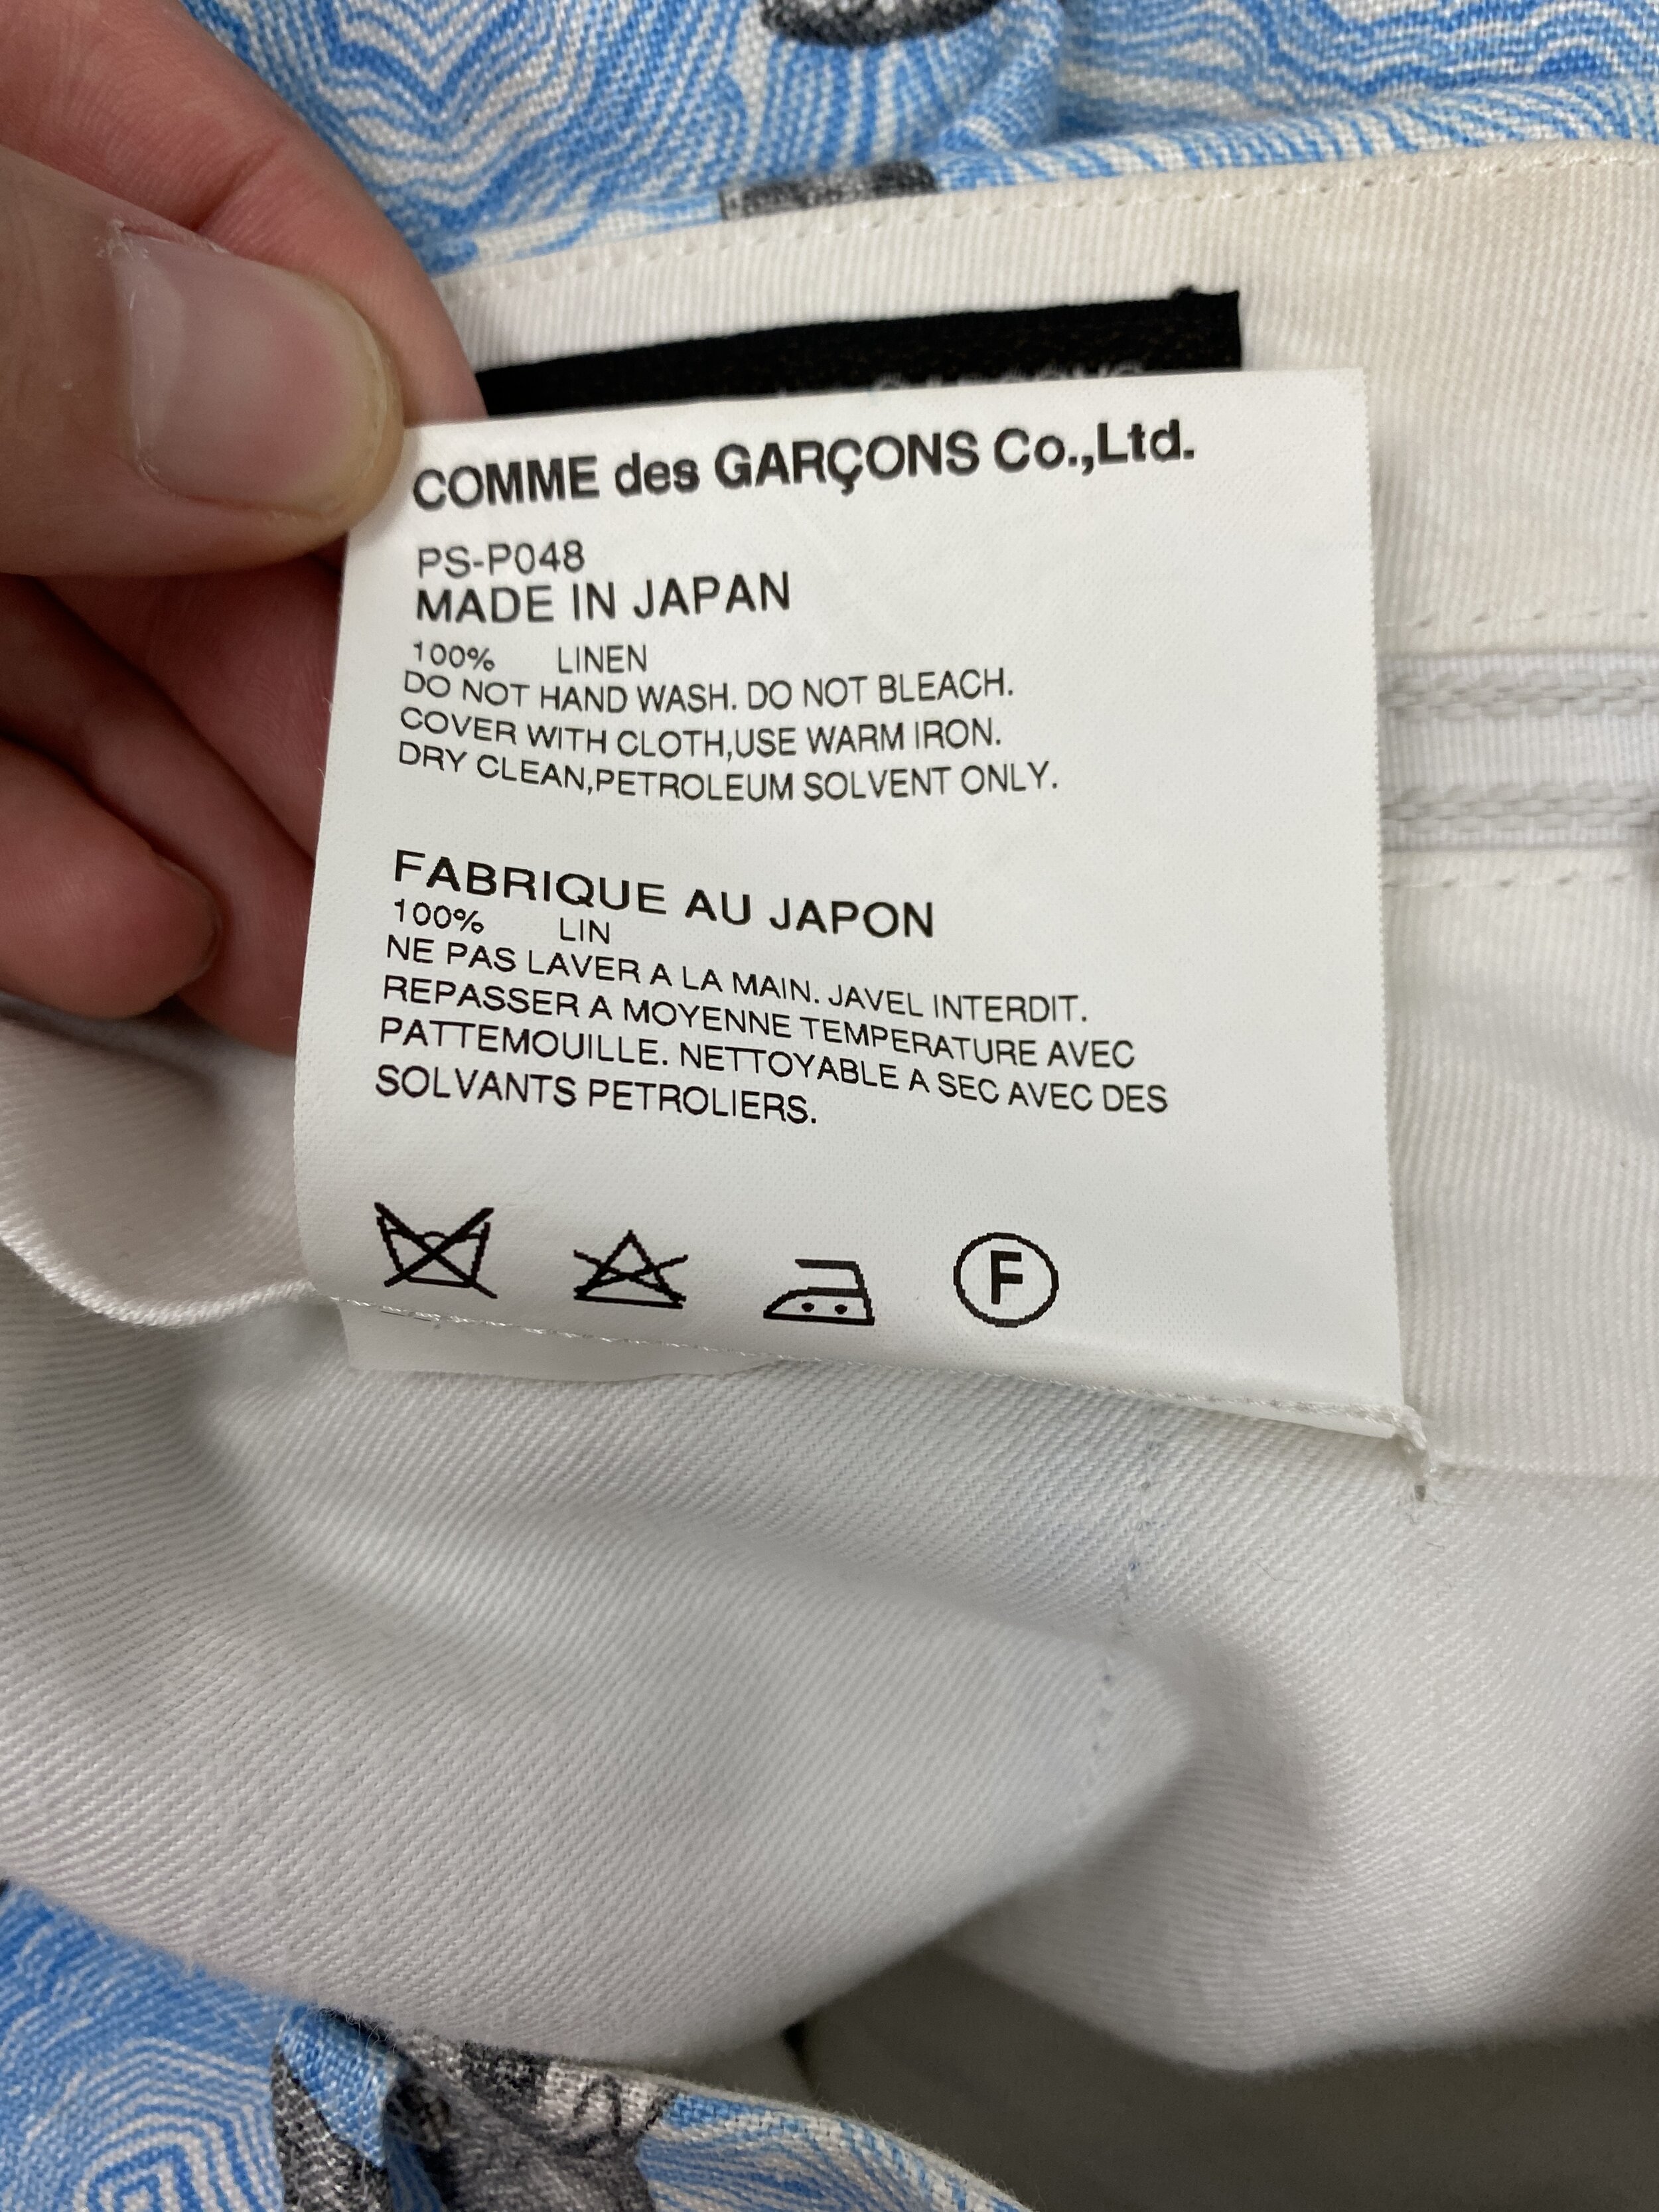 COMME des GARÇONS Co.,Ltd.
PS-P048
MADE IN JAPAN
100% LINEN
DO NOT HAND WASH. DO NOT BLEACH.
COVER WITH CLOTH,USE WARM IRON.
DRY CLEAN,PETROLEUM SOLVENT ONLY.
FABRIQUE AU JAPON
100% LIN
NE PAS LAVER A LA MAIN. JAVEL INTERDIT.
REPASSER A MOYENNE TEMPERATURE AVEC
PATTEMOUILLE. NETTOYABLE A SEC AVEC DES
SOLVANTS PETROLIERS.
F